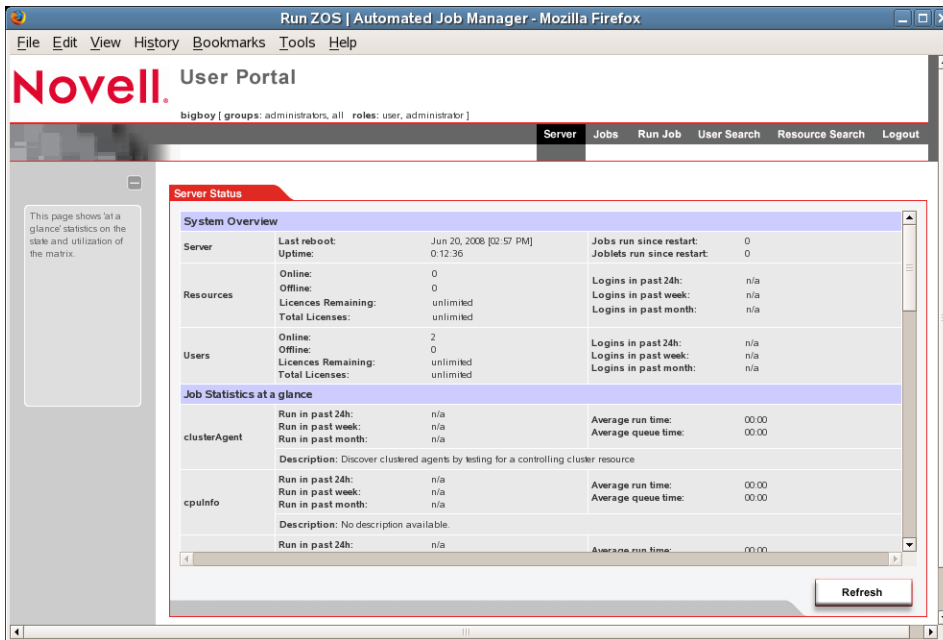 Run ZOS | Automated Job Manager - Mozilla Firefox
File Edit View History Bookmarks Tools Help
Novell. User Portal
bigboy [ groups: administrators, all roles: user, administrator ]
Server Jobs Run Job User Search Resource Search Logout
This page shows 'at a
glance' statistics on the
state and utilization of
the matrix.
Server Status
System Overview
Server
Last reboot: Jun 20, 2008 [02:57 PM] Jobs run since restart: 0
Uptime: 0:12:36 Joblets run since restart: 0
Resources
Online: 0 Logins in past 24h: n/a
Offline: 0 Logins in past week: n/a
Licences Remaining: unlimited Logins in past month: n/a
Total Licenses: unlimited
Users
Online: 2 Logins in past 24h: n/a
Offline: 0 Logins in past week: n/a
Licences Remaining: unlimited Logins in past month: n/a
Total Licenses: unlimited
Job Statistics at a glance
clusterAgent
Run in past 24h: n/a Average run time: 00:00
Run in past week: n/a Average queue time: 00:00
Run in past month: n/a
Description: Discover clustered agents by testing for a controlling cluster resource
cpuInfo
Run in past 24h: n/a Average run time: 00:00
Run in past week: n/a Average queue time: 00:00
Run in past month: n/a
Description: No description available.
Run in past 24h: n/a Average run time: 00:00
Refresh